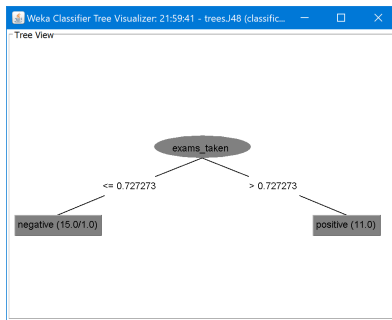 Weka Classifier Tree Visualizer: 21:59:41 - trees.J48 (classific...
Tree View
exams_taken
<= 0.727273
> 0.727273
negative (15.0/1.0)
positive (11.0)